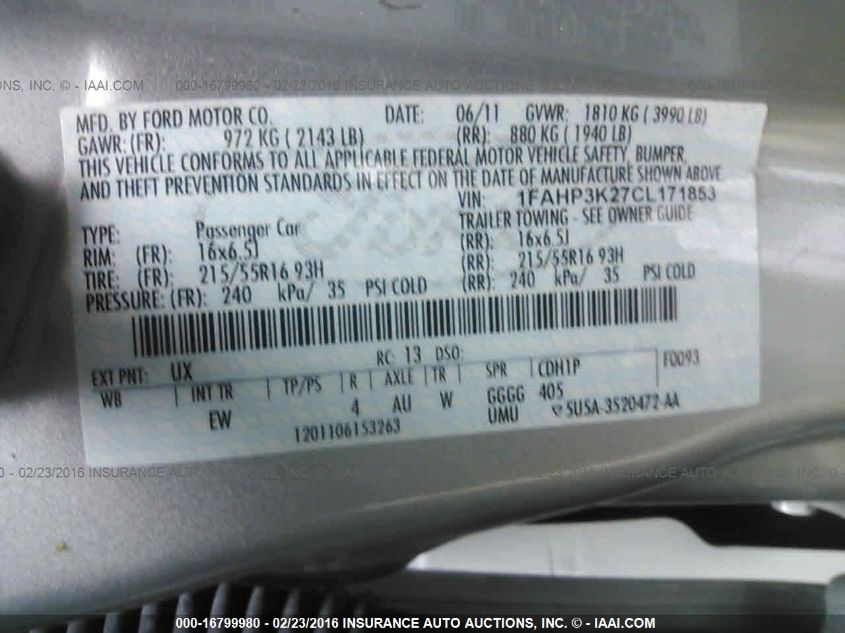 INC. © - IAAI.COM 000-16799980 - 02/23/2016 INSURANCE AUTO AUCTIONS, INC. © - IAAI.COM
MFD. BY FORD MOTOR CO. DATE: 06/11 GVWR: 1810 KG ( 3990 LB)
GAWR:(FR): 972 KG ( 2143 LB) (RR): 880 KG ( 1940 LB)
THIS VEHICLE CONFORMS TO ALL APPLICABLE FEDERAL MOTOR VEHICLE SAFETY, BUMPER,
AND THEFT PREVENTION STANDARDS IN EFFECT ON THE DATE OF MANUFACTURE SHOWN ABOVE
VIN: 1FAHP3K27CL171853
TYPE: Passenger Car TRAILER TOWING - SEE OWNER GUIDE
RIM: (FR): 16x6.5J (RR): 16x6.5J
TIRE: (FR): 215/55R16 93H (RR): 215/55R16 93H
PRESSURE: (FR): 240 kPa/ 35 PSI COLD (RR): 240 kPa/ 35 PSI COLD
EXT PNT: UX RC: 13 DSO: F0093
WB INT TR TP/PS R AXLE TR SPR CDH1P
EW 4 AU W GGGG 405
1201106153263 UMU 5U5A-3520472-AA
- 02/23/2016 INSURANCE AUTO AUCTIONS, INC. © - IAAI.COM 000-16799980 - 02/23/2016 INSURANCE AUTO
000-16799980 - 02/23/2016 INSURANCE AUTO AUCTIONS, INC. © - IAAI.COM